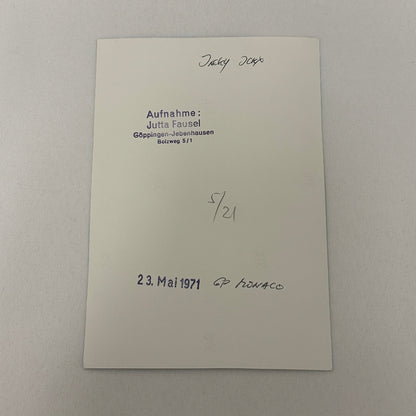 Jacky Ickx
Aufnahme:
Jutta Fausel
Göppingen-Jebenhausen
Bolzweg 5/1
5/21
23. Mai 1971 GP MONACO